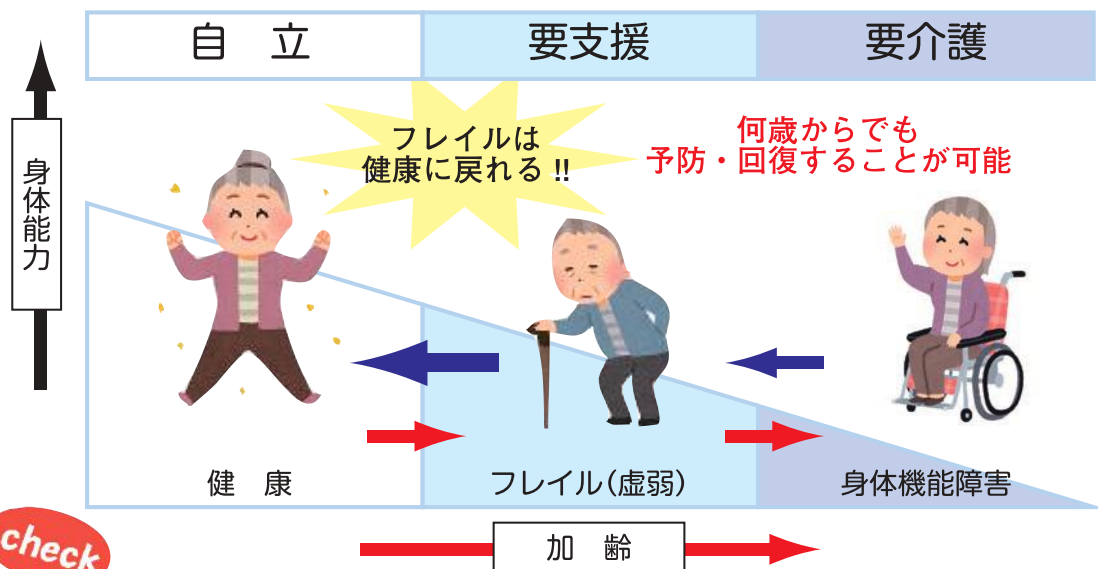 自 立
要支援
要介護
フレイルは
健康に戻れる !!
何歳からでも
予防・回復することが可能
身体能力
健 康
フレイル(虚弱)
身体機能障害
加 齢
check